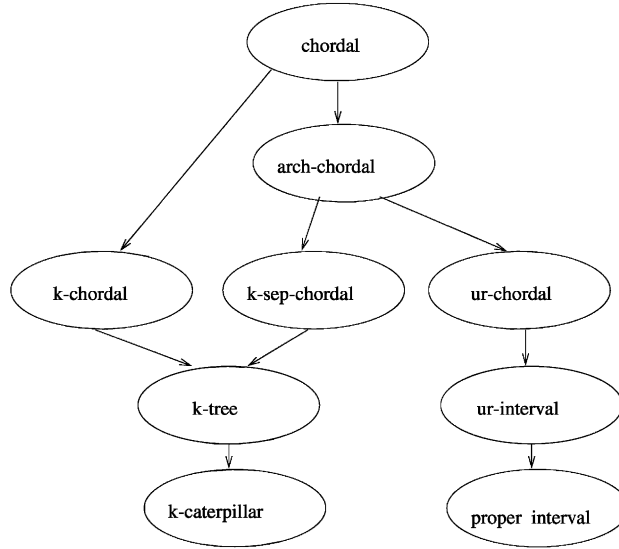 chordal
arch-chordal
k-chordal
k-sep-chordal
ur-chordal
k-tree
ur-interval
k-caterpillar
proper interval